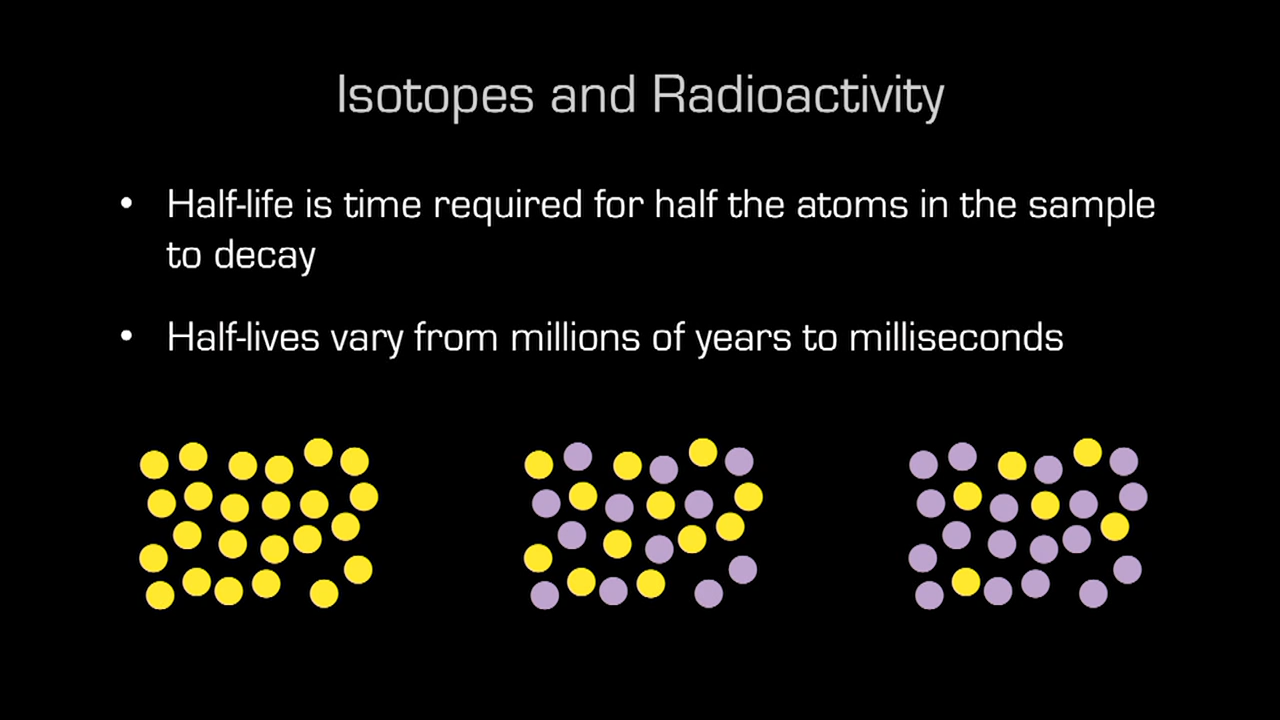 Isotopes and Radioactivity
• Half-life is time required for half the atoms in the sample
to decay
• Half-lives vary from millions of years to milliseconds